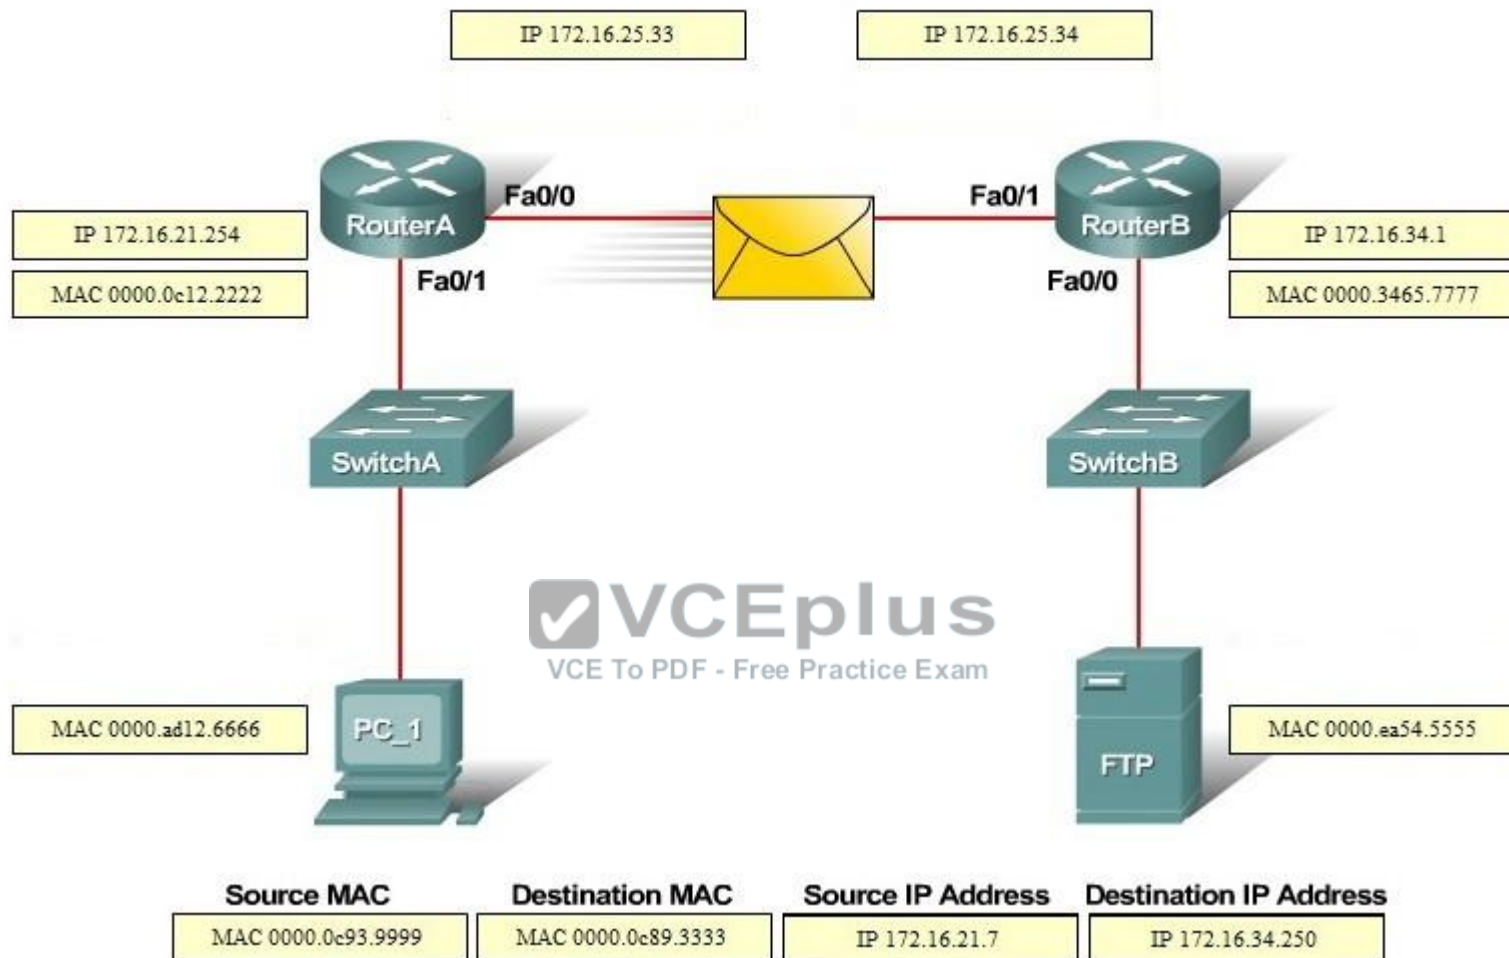 IP 172.16.25.33
IP 172.16.25.34
Fa0/0
Fa0/1
RouterA
RouterB
IP 172.16.21.254
IP 172.16.34.1
MAC 0000.0c12.2222
Fa0/1
Fa0/0
MAC 0000.3465.7777
SwitchA
SwitchB
VCEplus
VCE To PDF - Free Practice Exam
MAC 0000.ad12.6666
PC_1
FTP
MAC 0000.ea54.5555
Source MAC
Destination MAC
Source IP Address
Destination IP Address
MAC 0000.0c93.9999
MAC 0000.0c89.3333
IP 172.16.21.7
IP 172.16.34.250